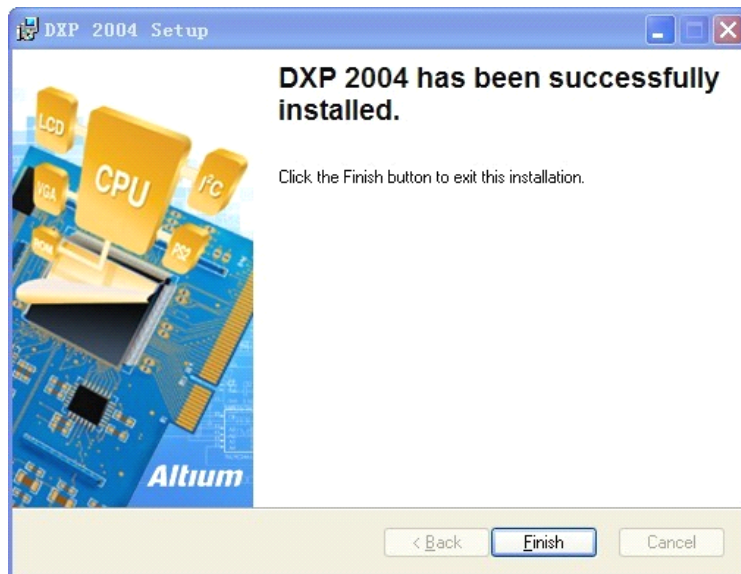 DXP 2004 Setup
DXP 2004 has been successfully
installed.
Click the Finish button to exit this installation.
LCD
CPU
I²C
VGA
ROM
PS2
Altium
< Back
Finish
Cancel